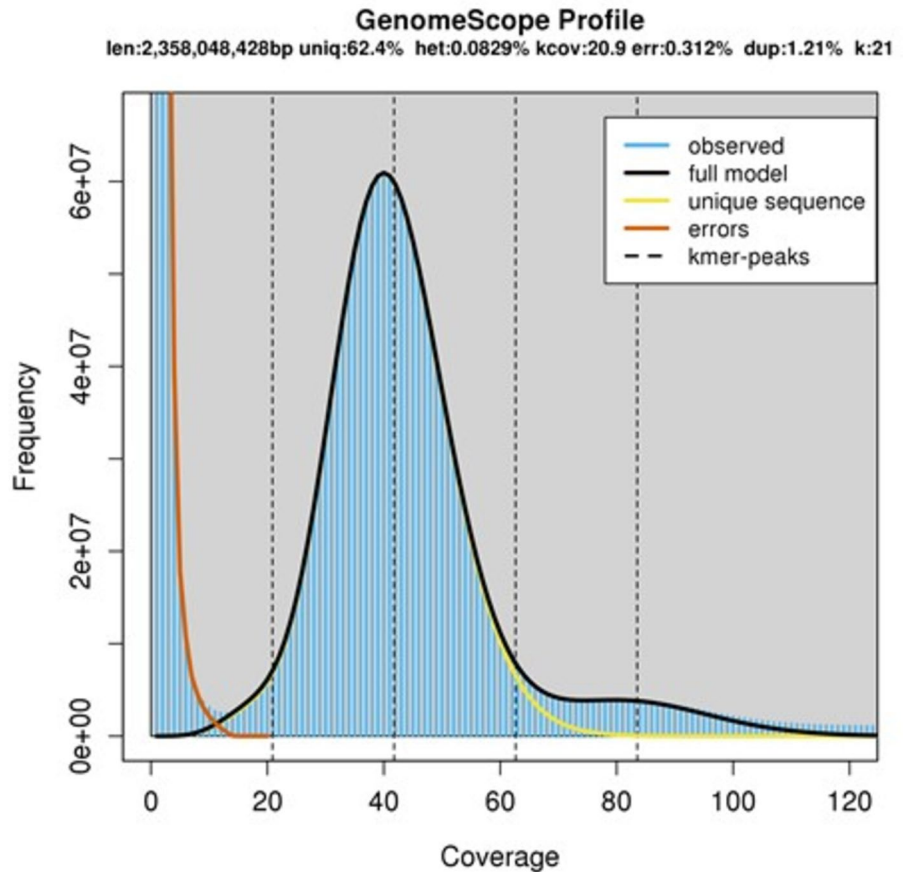 GenomeScope Profile
len:2,358,048,428bp uniq:62.4% het:0.0829% kcov:20.9 err:0.312% dup:1.21% k:21
observed
full model
unique sequence
errors
kmer-peaks
Frequency
6e+07
4e+07
2e+07
0e+00
0 20 40 60 80 100 120
Coverage